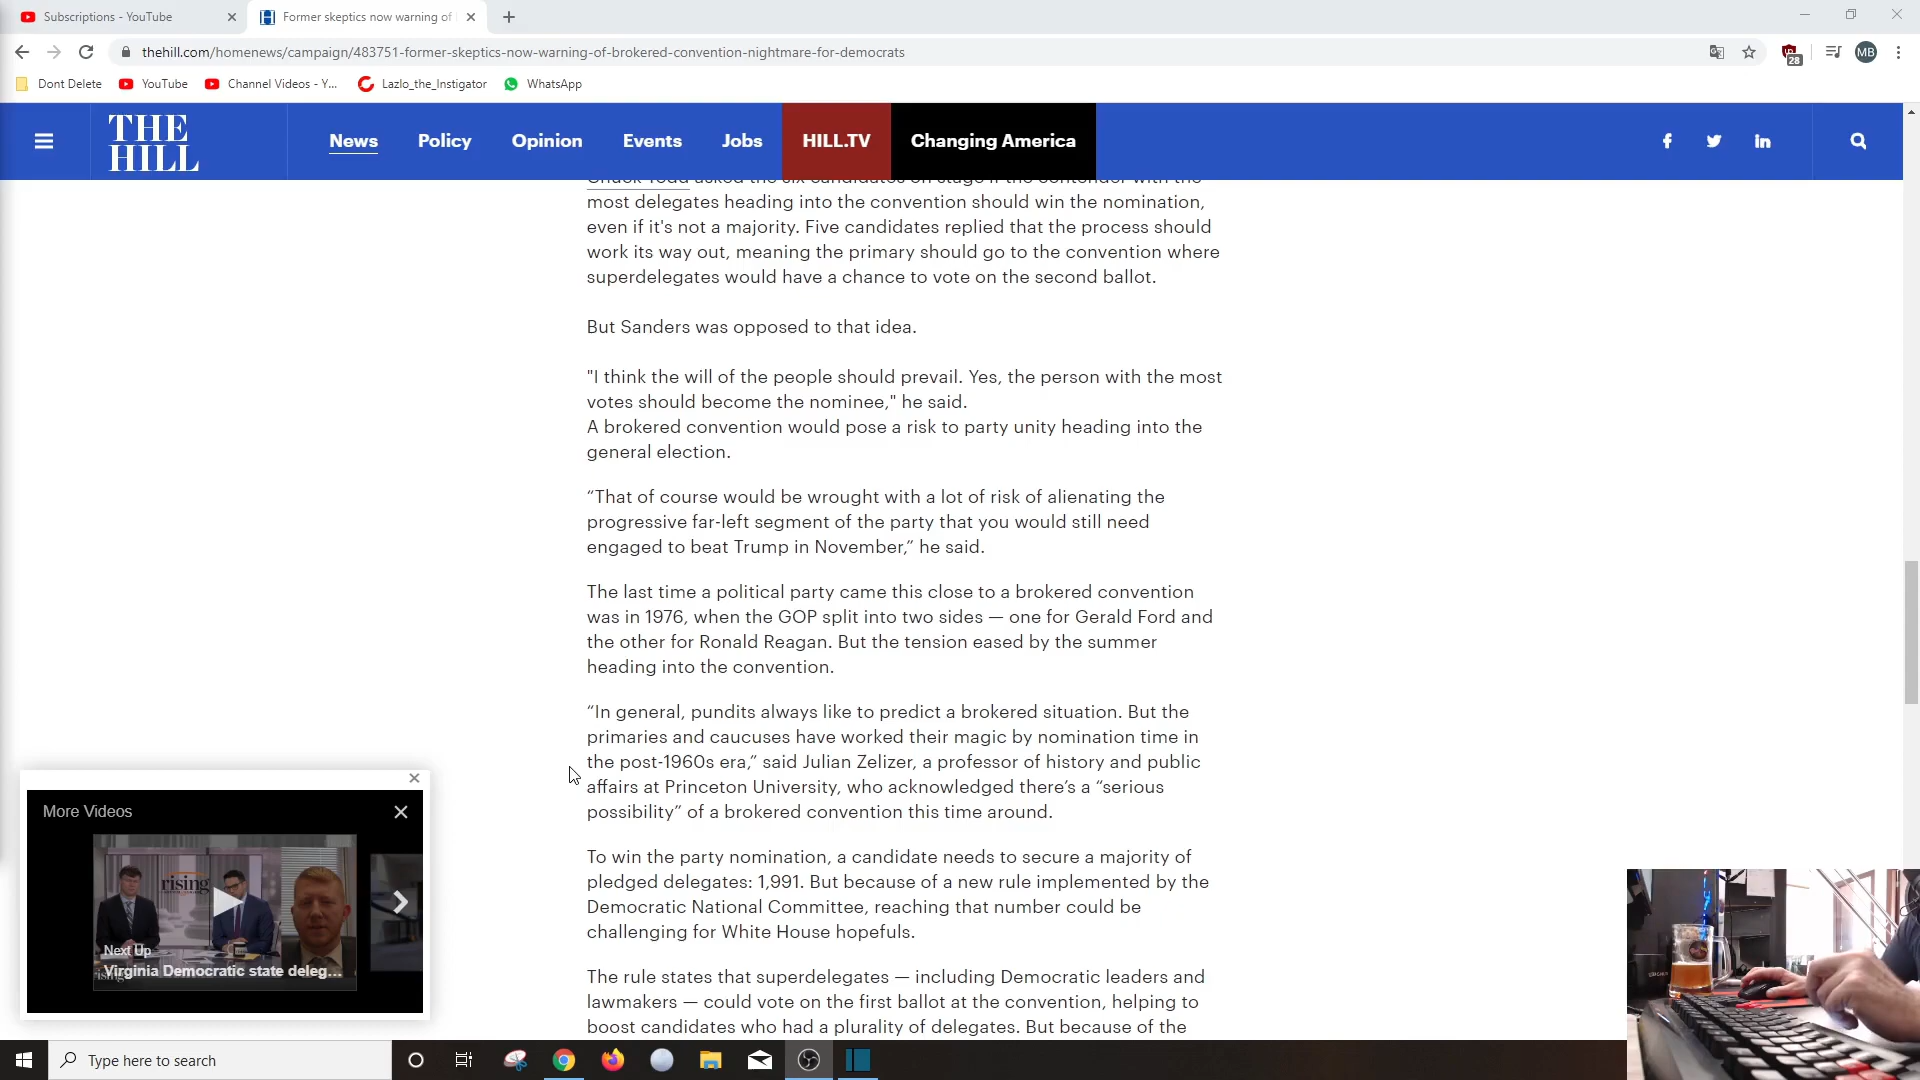 Subscriptions - YouTube
Former skeptics now warning of
thehill.com/homenews/campaign/483751-former-skeptics-now-warning-of-brokered-convention-nightmare-for-democrats
28
MB
Dont Delete
YouTube
Channel Videos - Y...
Lazlo_the_Instigator
WhatsApp
THE
HILL
News
Policy
Opinion
Events
Jobs
HILL.TV
Changing America
Chuck Todd asked the six candidates on stage if the contender with the
most delegates heading into the convention should win the nomination,
even if it's not a majority. Five candidates replied that the process should
work its way out, meaning the primary should go to the convention where
superdelegates would have a chance to vote on the second ballot.
But Sanders was opposed to that idea.
"I think the will of the people should prevail. Yes, the person with the most
votes should become the nominee," he said.
A brokered convention would pose a risk to party unity heading into the
general election.
“That of course would be wrought with a lot of risk of alienating the
progressive far-left segment of the party that you would still need
engaged to beat Trump in November,” he said.
The last time a political party came this close to a brokered convention
was in 1976, when the GOP split into two sides — one for Gerald Ford and
the other for Ronald Reagan. But the tension eased by the summer
heading into the convention.
“In general, pundits always like to predict a brokered situation. But the
primaries and caucuses have worked their magic by nomination time in
the post-1960s era,” said Julian Zelizer, a professor of history and public
affairs at Princeton University, who acknowledged there’s a “serious
possibility” of a brokered convention this time around.
To win the party nomination, a candidate needs to secure a majority of
pledged delegates: 1,991. But because of a new rule implemented by the
Democratic National Committee, reaching that number could be
challenging for White House hopefuls.
The rule states that superdelegates — including Democratic leaders and
lawmakers — could vote on the first ballot at the convention, helping to
boost candidates who had a plurality of delegates. But because of the
More Videos
rising
Next Up
Virginia Democratic state deleg...
Type here to search